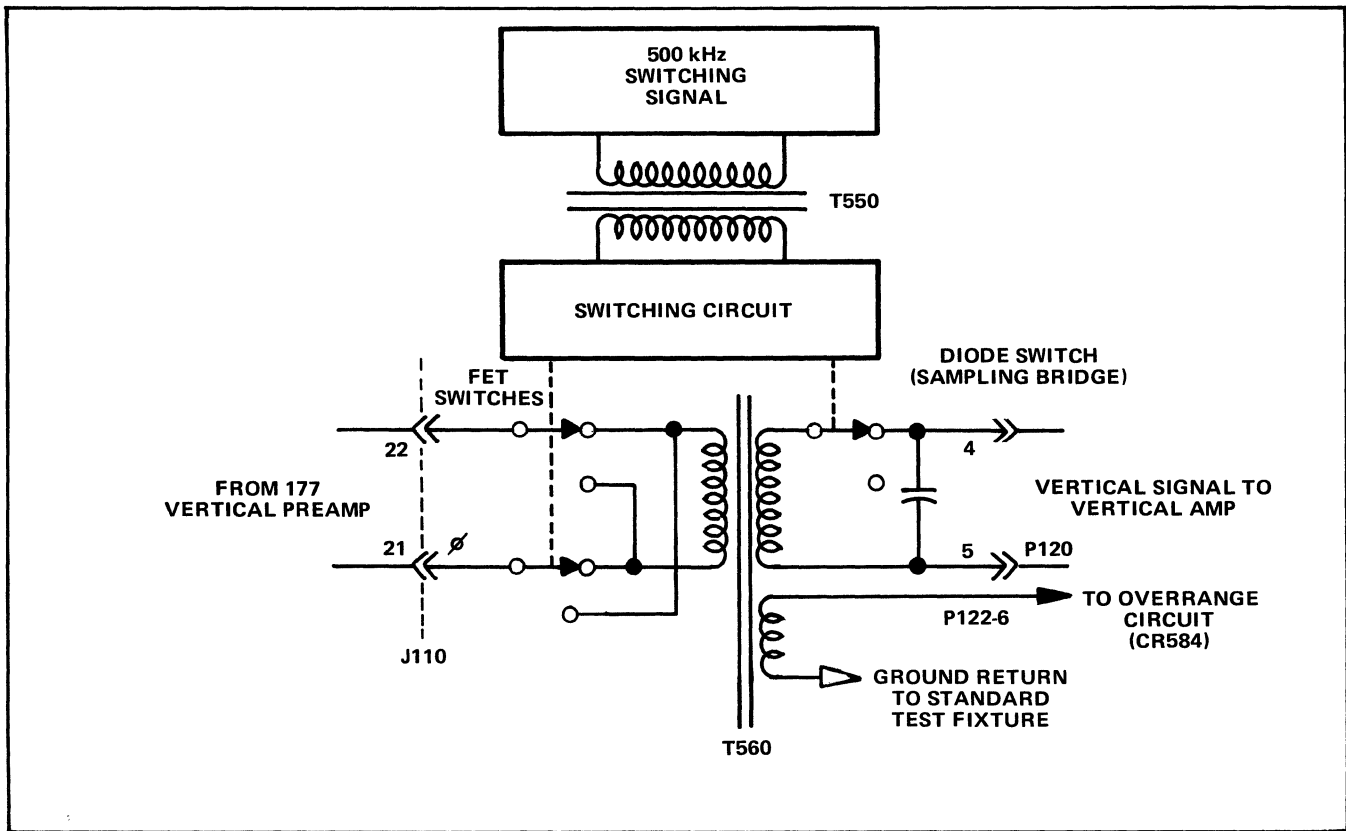 500 kHz
SWITCHING
SIGNAL
T550
SWITCHING CIRCUIT
FET
SWITCHES
DIODE SWITCH
(SAMPLING BRIDGE)
22
4
FROM 177
VERTICAL PREAMP
VERTICAL SIGNAL TO
VERTICAL AMP
21
ø
5
P120
P122-6
TO OVERRANGE
CIRCUIT
(CR584)
J110
GROUND RETURN
TO STANDARD
TEST FIXTURE
T560